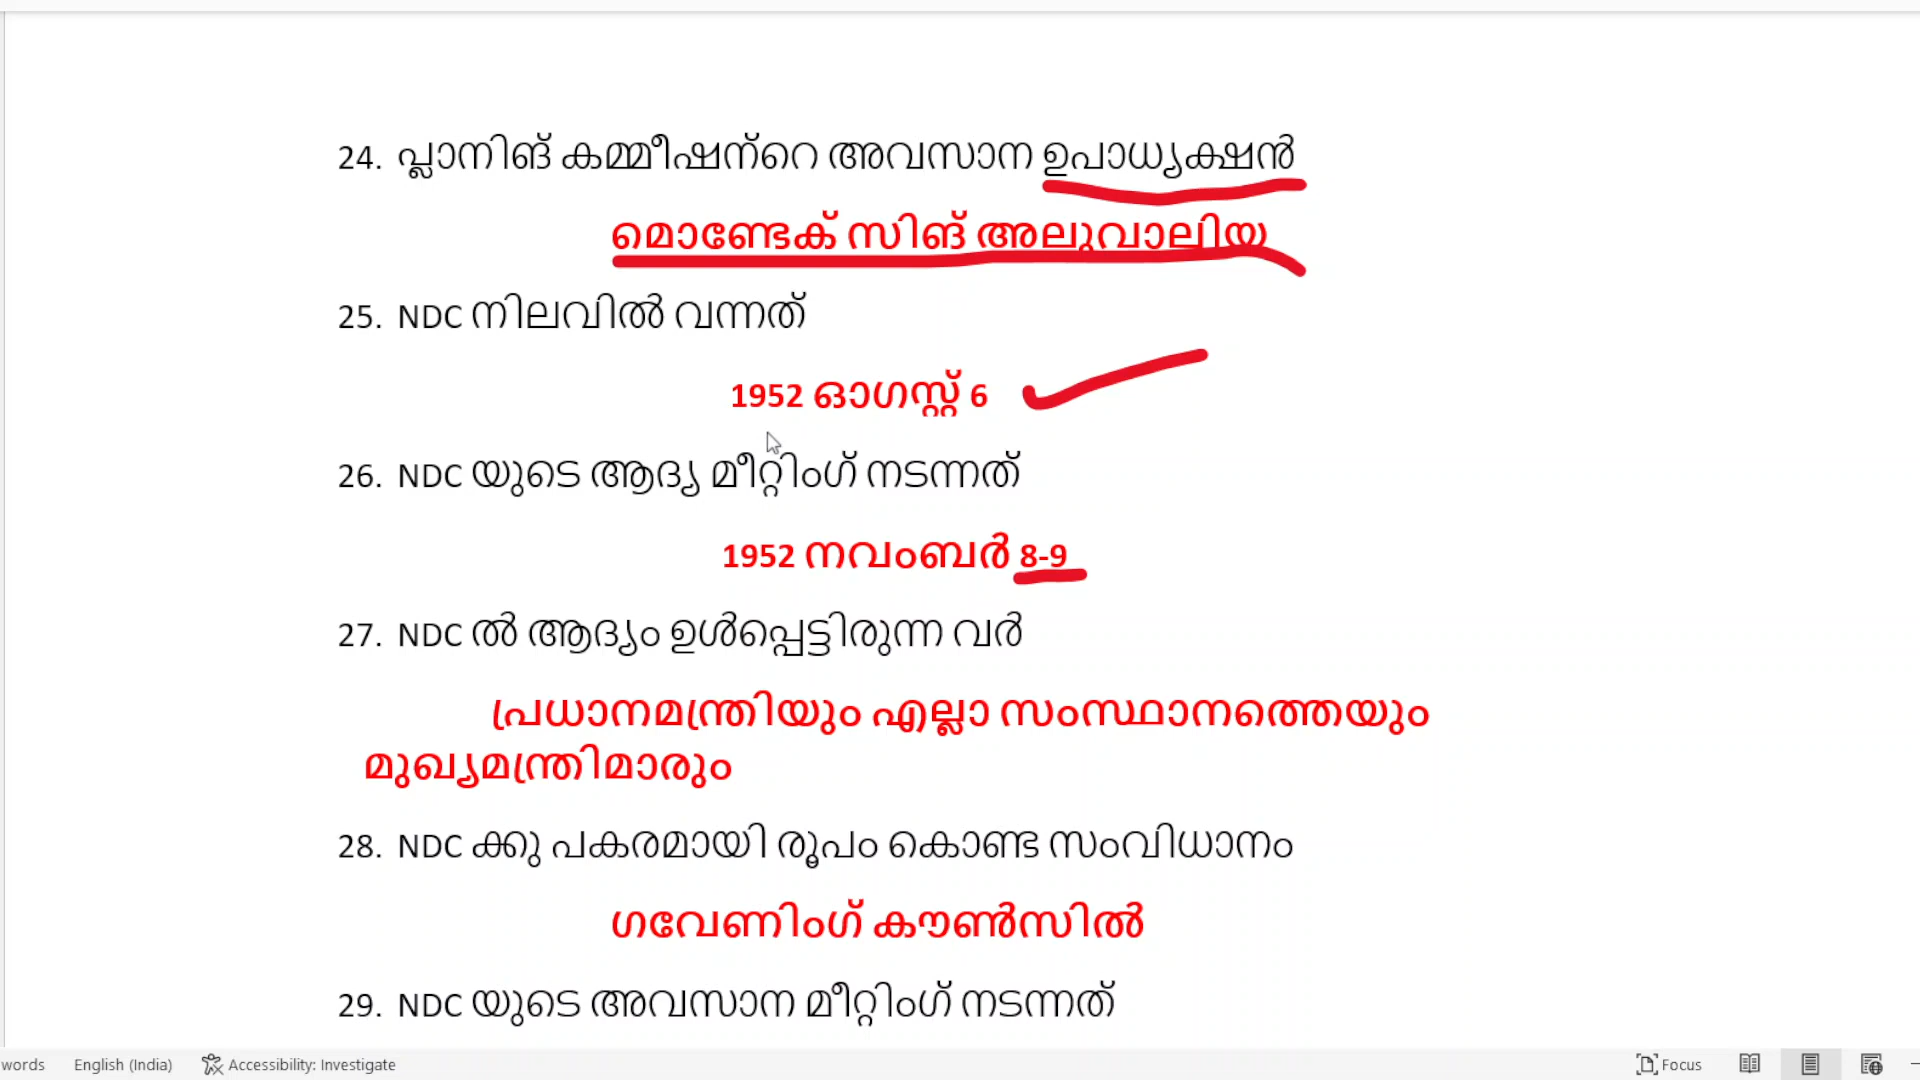 24. പ്ലാനിങ് കമ്മീഷന്റെ അവസാന ഉപാധ്യക്ഷൻ
മൊണ്ടേക് സിങ് അലുവാലിയ
25. NDC നിലവിൽ വന്നത്
1952 ഓഗസ്റ്റ് 6
26. NDC യുടെ ആദ്യ മീറ്റിംഗ് നടന്നത്
1952 നവംബർ 8-9
27. NDC ൽ ആദ്യം ഉൾപ്പെട്ടിരുന്ന വർ
പ്രധാനമന്ത്രിയും എല്ലാ സംസ്ഥാനത്തെയും
മുഖ്യമന്ത്രിമാരും
28. NDC ക്കു പകരമായി രൂപം കൊണ്ട സംവിധാനം
ഗവേണിംഗ് കൗൺസിൽ
29. NDC യുടെ അവസാന മീറ്റിംഗ് നടന്നത്
words English (India) Accessibility: Investigate Focus